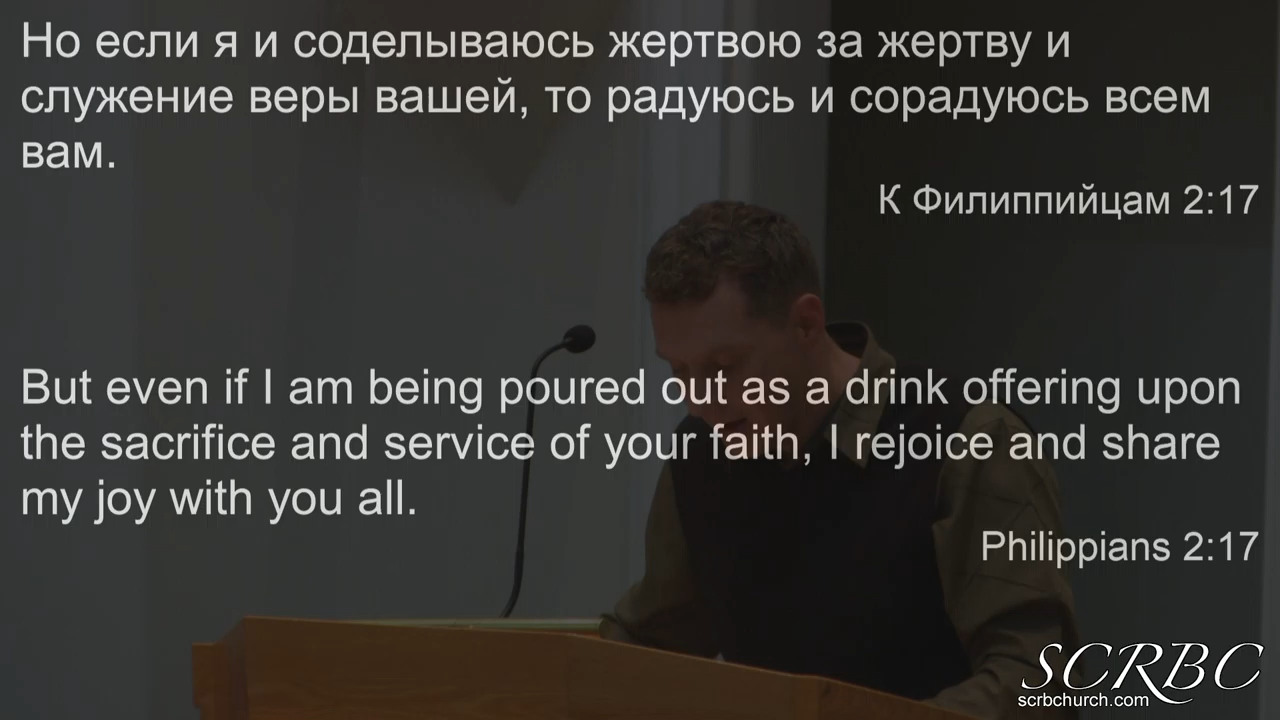 Но если я и соделываюсь жертвою за жертву и
служение веры вашей, то радуюсь и сорадуюсь всем
вам.
К Филиппийцам 2:17
But even if I am being poured out as a drink offering upon
the sacrifice and service of your faith, I rejoice and share
my joy with you all.
Philippians 2:17
SCRBC
scrbchurch.com